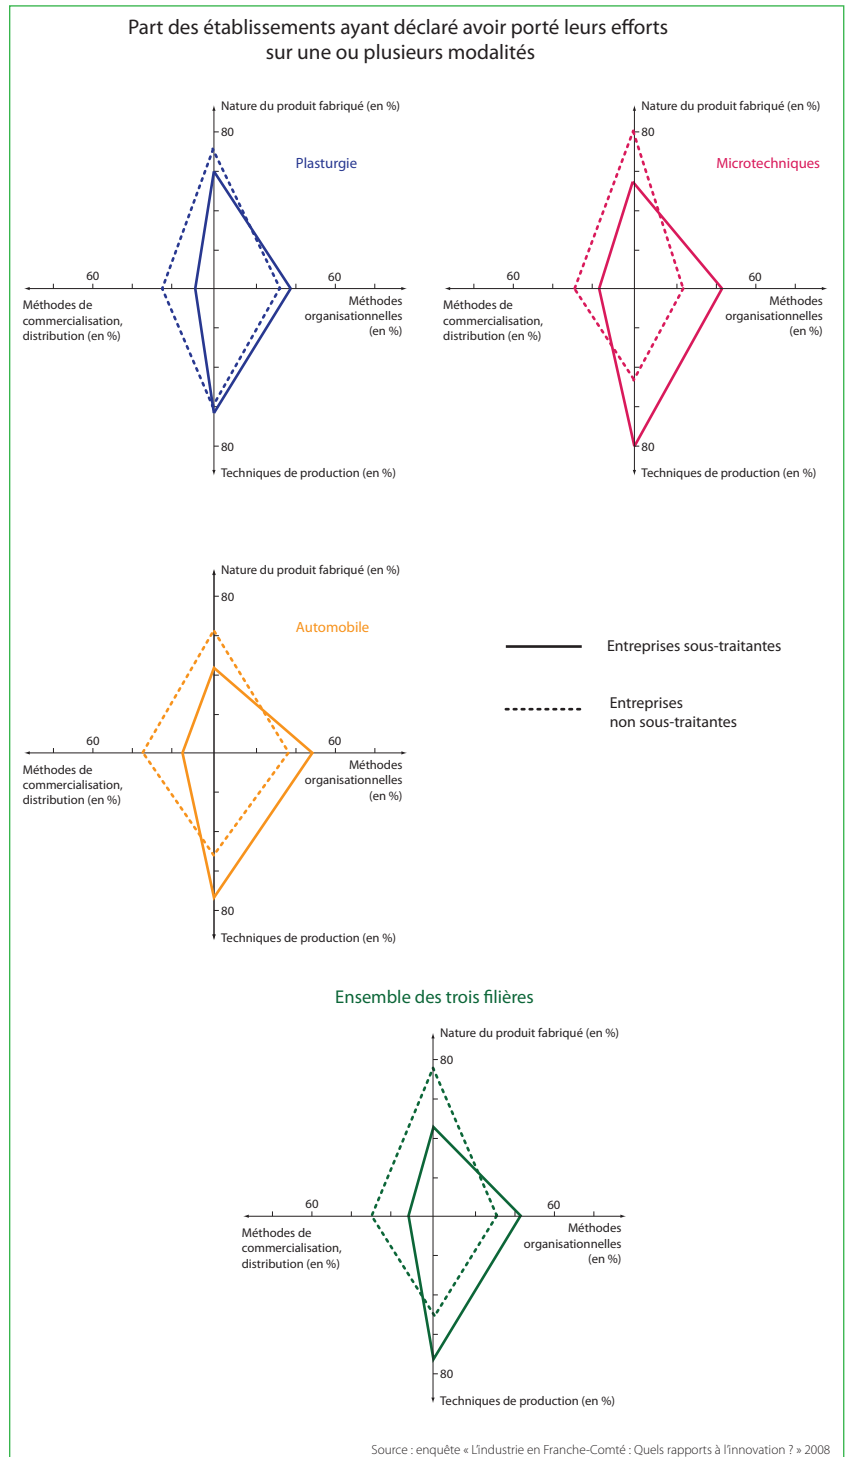 Part des établissements ayant déclaré avoir porté leurs efforts
sur une ou plusieurs modalités
Nature du produit fabriqué (en %)
80
Plasturgie
60
60
Méthodes de
commercialisation,
distribution (en %)
Méthodes
organisationnelles
(en %)
80
Techniques de production (en %)
Nature du produit fabriqué (en %)
80
Microtechniques
60
60
Méthodes de
commercialisation,
distribution (en %)
Méthodes
organisationnelles
(en %)
80
Techniques de production (en %)
Nature du produit fabriqué (en %)
80
Automobile
60
60
Méthodes de
commercialisation,
distribution (en %)
Méthodes
organisationnelles
(en %)
80
Techniques de production (en %)
Entreprises sous-traitantes
Entreprises
non sous-traitantes
Ensemble des trois filières
Nature du produit fabriqué (en %)
80
60
60
Méthodes de
commercialisation,
distribution (en %)
Méthodes
organisationnelles
(en %)
80
Techniques de production (en %)
Source : enquête « L'industrie en Franche-Comté : Quels rapports à l'innovation ? » 2008